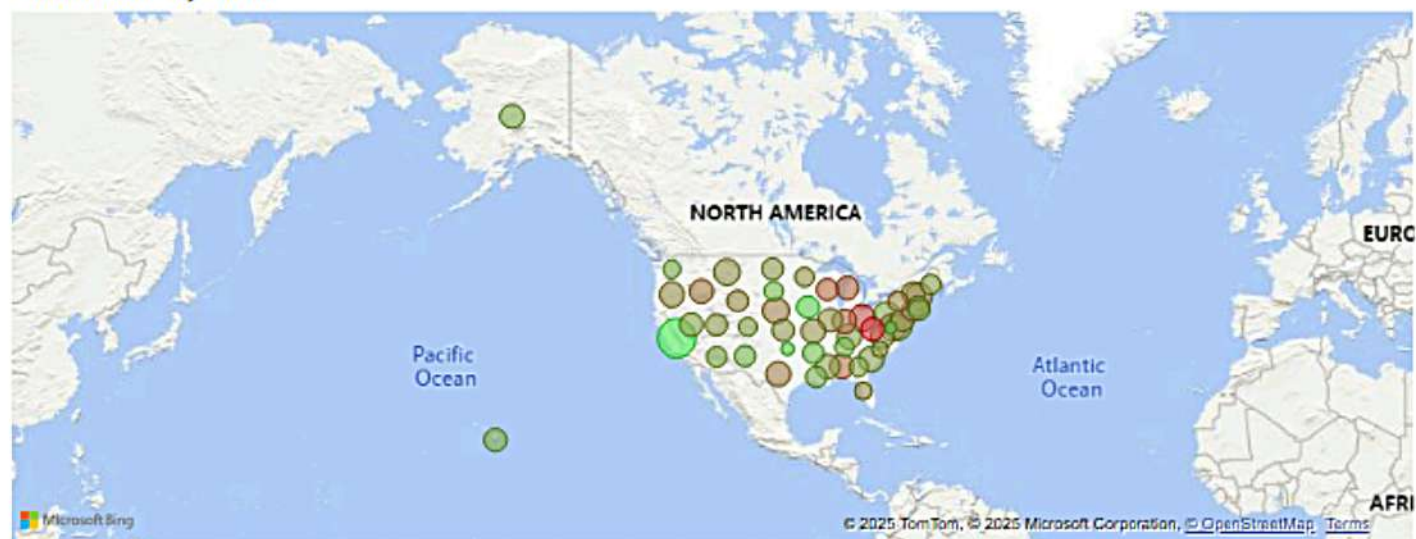 NORTH AMERICA
EURO
Pacific
Ocean
Atlantic
Ocean
AFRI
Microsoft Bing
© 2025 TomTom, © 2025 Microsoft Corporation, © OpenStreetMap Terms